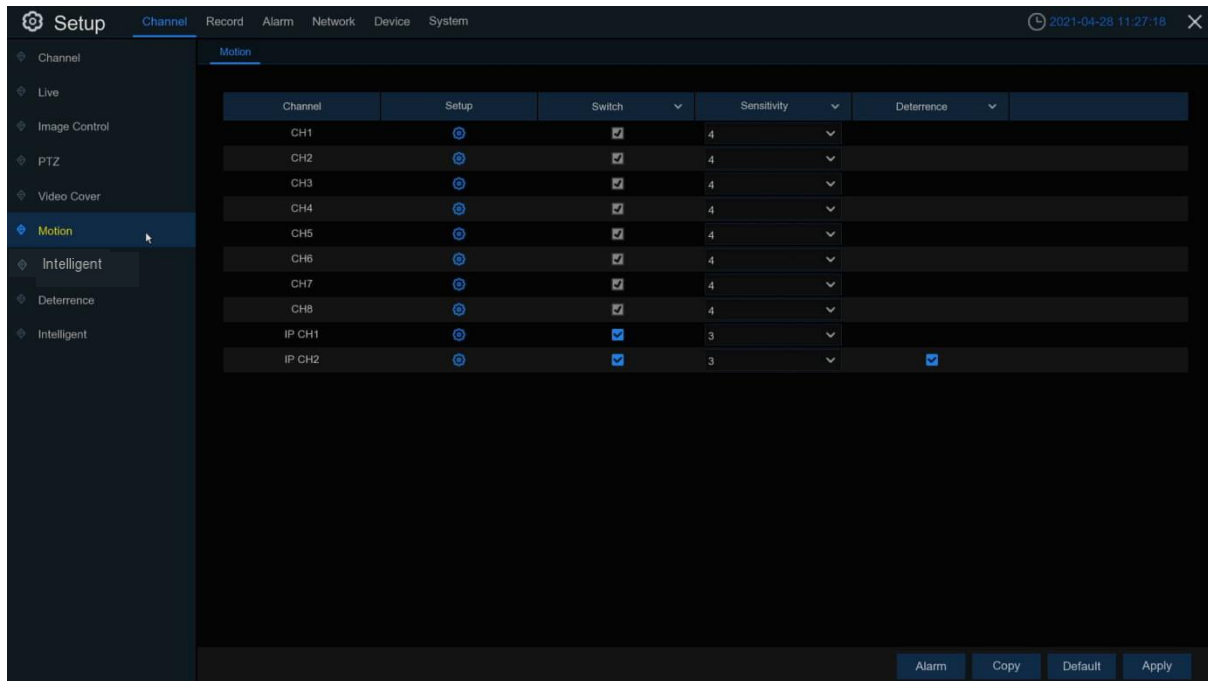 Setup Channel Record Alarm Network Device System 2021-04-28 11:27:18
Channel
Live
Image Control
PTZ
Video Cover
Motion
Intelligent
Deterrence
Intelligent
Motion
Channel Setup Switch Sensitivity Deterrence
CH1 4
CH2 4
CH3 4
CH4 4
CH5 4
CH6 4
CH7 4
CH8 4
IP CH1 3
IP CH2 3
Alarm Copy Default Apply